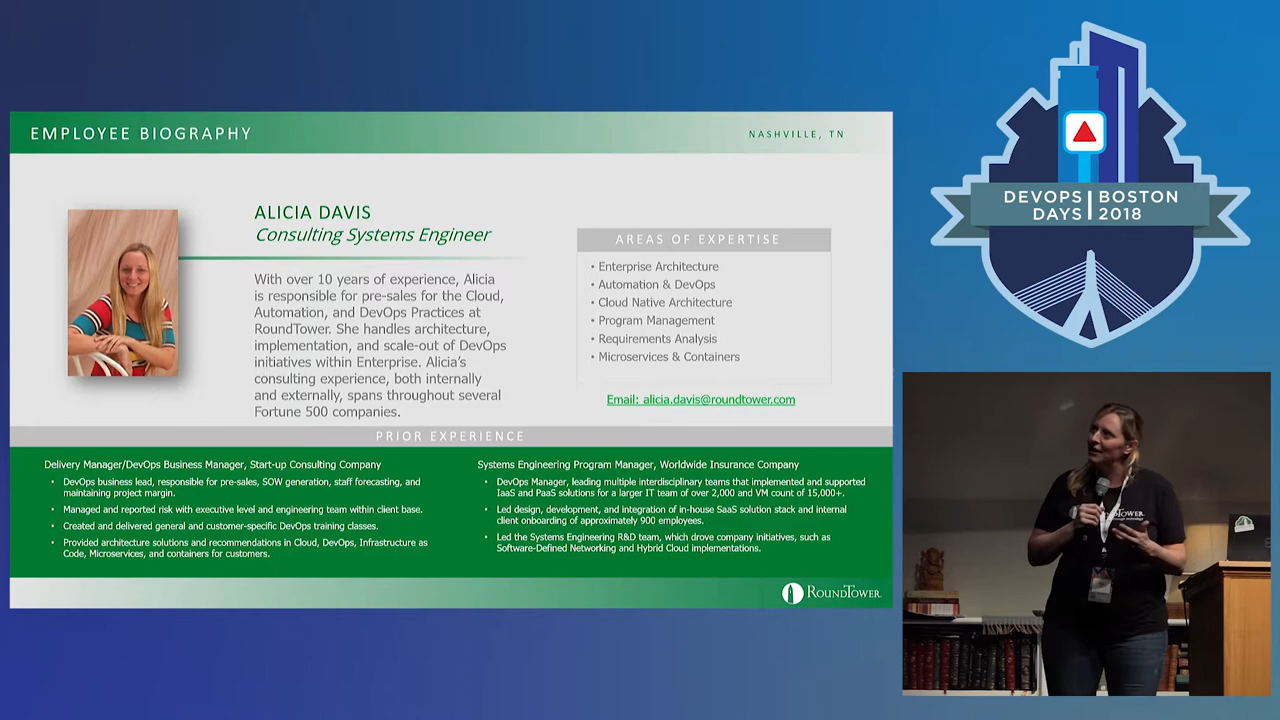 EMPLOYEE BIOGRAPHY
NASHVILLE, TN
ALICIA DAVIS
Consulting Systems Engineer
With over 10 years of experience, Alicia
is responsible for pre-sales for the Cloud,
Automation, and DevOps Practices at
RoundTower. She handles architecture,
implementation, and scale-out of DevOps
initiatives within Enterprise. Alicia's
consulting experience, both internally
and externally, spans throughout several
Fortune 500 companies.
AREAS OF EXPERTISE
• Enterprise Architecture
• Automation & DevOps
• Cloud Native Architecture
• Program Management
• Requirements Analysis
• Microservices & Containers
Email: alicia.davis@roundtower.com
PRIOR EXPERIENCE
Delivery Manager/DevOps Business Manager, Start-up Consulting Company
• DevOps business lead, responsible for pre-sales, SOW generation, staff forecasting, and
maintaining project margin.
• Managed and reported risk with executive level and engineering team within client base.
• Created and delivered general and customer-specific DevOps training classes.
• Provided architecture solutions and recommendations in Cloud, DevOps, Infrastructure as
Code, Microservices, and containers for customers.
Systems Engineering Program Manager, Worldwide Insurance Company
• DevOps Manager, leading multiple interdisciplinary teams that implemented and supported
IaaS and PaaS solutions for a larger IT team of over 2,000 and VM count of 15,000+.
• Led design, development, and integration of in-house SaaS solution stack and internal
client onboarding of approximately 900 employees.
• Led the Systems Engineering R&D team, which drove company initiatives, such as
Software-Defined Networking and Hybrid Cloud implementations.
ROUNDTOWER
DEVOPS BOSTON
DAYS 2018